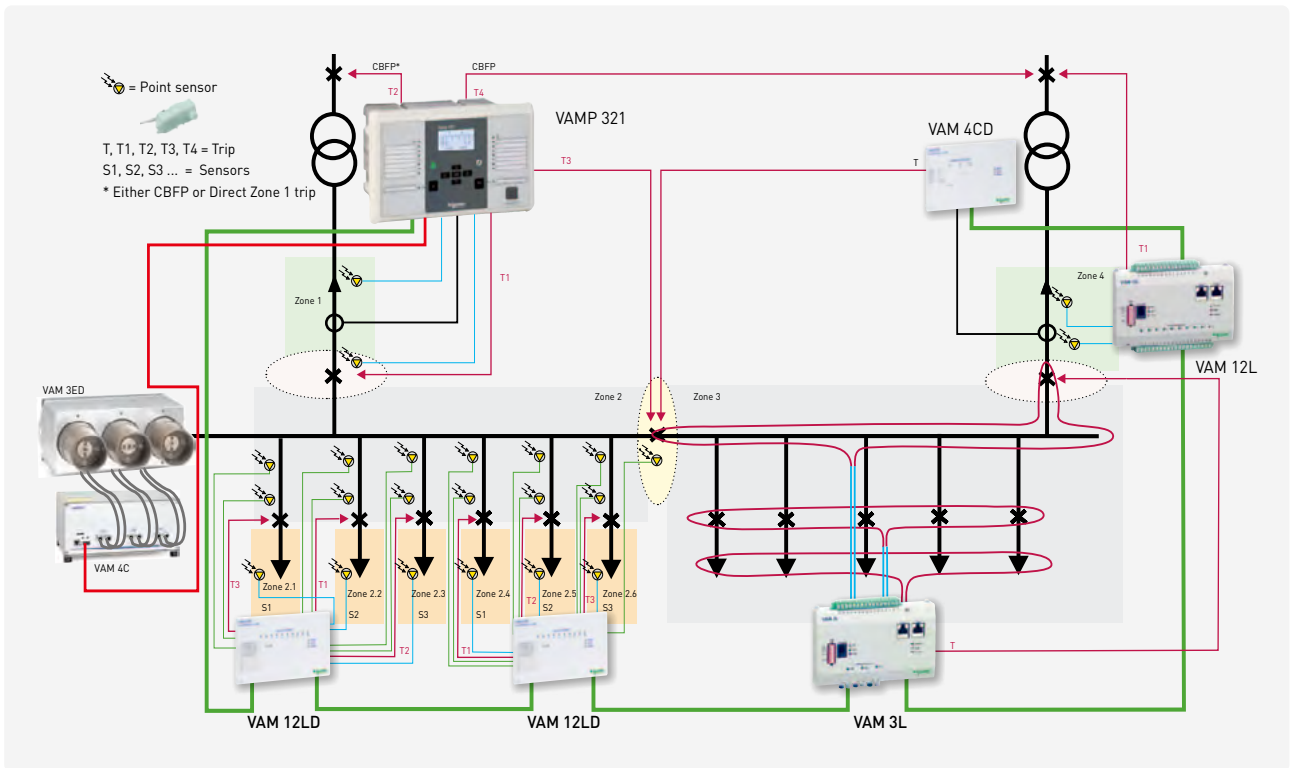 CBFP*
CBFP
= Point sensor
T2
T4
VAMP 321
VAM 4CD
T, T1, T2, T3, T4 = Trip
S1, S2, S3 ... = Sensors
* Either CBFP or Direct Zone 1 trip
T3
T
T1
T1
Zone 1
Zone 4
VAM 12L
VAM 3ED
Zone 2
Zone 3
VAM 4C
T3
Zone 2.1
S1
T1
Zone 2.2
S2
Zone 2.3
S3
T2
Zone 2.4
S1
T1
Zone 2.5
T2
S2
Zone 2.6
T3
S3
T
VAM 12LD
VAM 12LD
VAM 3L